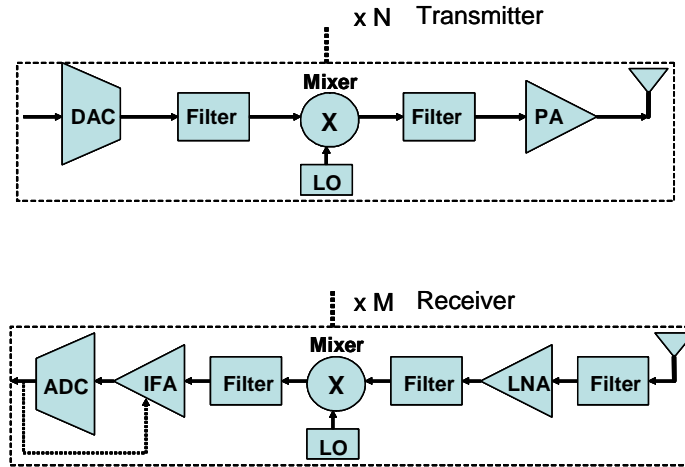 x N Transmitter
Mixer
DAC
Filter
X
Filter
PA
LO
x M Receiver
Mixer
ADC
IFA
Filter
X
Filter
LNA
Filter
LO